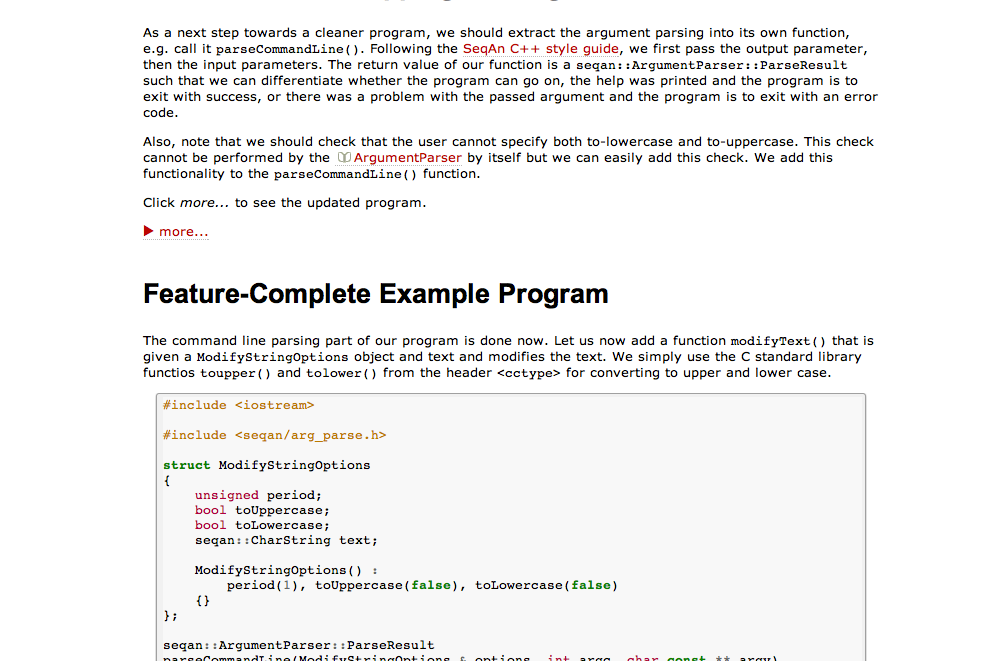 As a next step towards a cleaner program, we should extract the argument parsing into its own function,
e.g. call it parseCommandLine(). Following the SeqAn C++ style guide, we first pass the output parameter,
then the input parameters. The return value of our function is a seqan::ArgumentParser::ParseResult
such that we can differentiate whether the program can go on, the help was printed and the program is to
exit with success, or there was a problem with the passed argument and the program is to exit with an error
code.
Also, note that we should check that the user cannot specify both to-lowercase and to-uppercase. This check
cannot be performed by the ArgumentParser by itself but we can easily add this check. We add this
functionality to the parseCommandLine() function.
Click more... to see the updated program.
more...
Feature-Complete Example Program
The command line parsing part of our program is done now. Let us now add a function modifyText() that is
given a ModifyStringOptions object and text and modifies the text. We simply use the C standard library
functios toupper() and tolower() from the header <cctype> for converting to upper and lower case.
#include <iostream>
#include <seqan/arg_parse.h>
struct ModifyStringOptions
{
unsigned period;
bool toUppercase;
bool toLowercase;
seqan::CharString text;
ModifyStringOptions() :
period(1), toUppercase(false), toLowercase(false)
{}
};
seqan::ArgumentParser::ParseResult
parseCommandLine(ModifyStringOptions & options, int argc, char const ** argv)